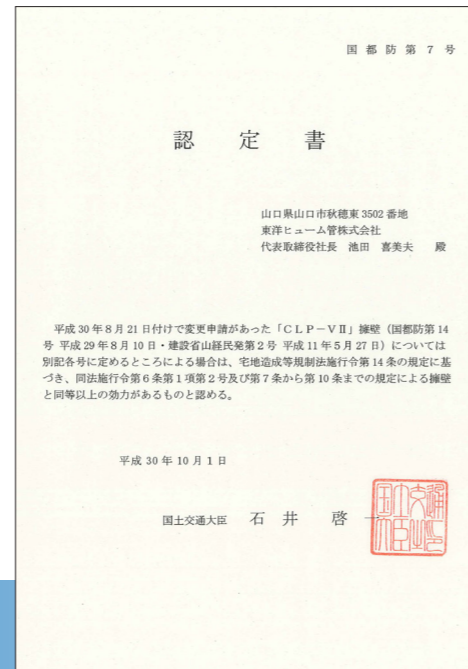 国都防第7号
認定書
山口県山口市秋穂東3502番地
東洋ヒューム管株式会社
代表取締役社長 池田 喜美夫 殿
平成30年8月21日付けで変更申請があった「CLP－VⅡ」擁壁（国都防第14
号 平成29年8月10日・建設省山経民発第2号 平成11年5月27日）については
別記各号に定めるところによる場合は、宅地造成等規制法施行令第14条の規定に基
づき、同法施行令第6条第1項第2号及び第7条から第10条までの規定による擁壁
と同等以上の効力があるものと認める。
平成30年10月1日
国土交通大臣 石井 啓一